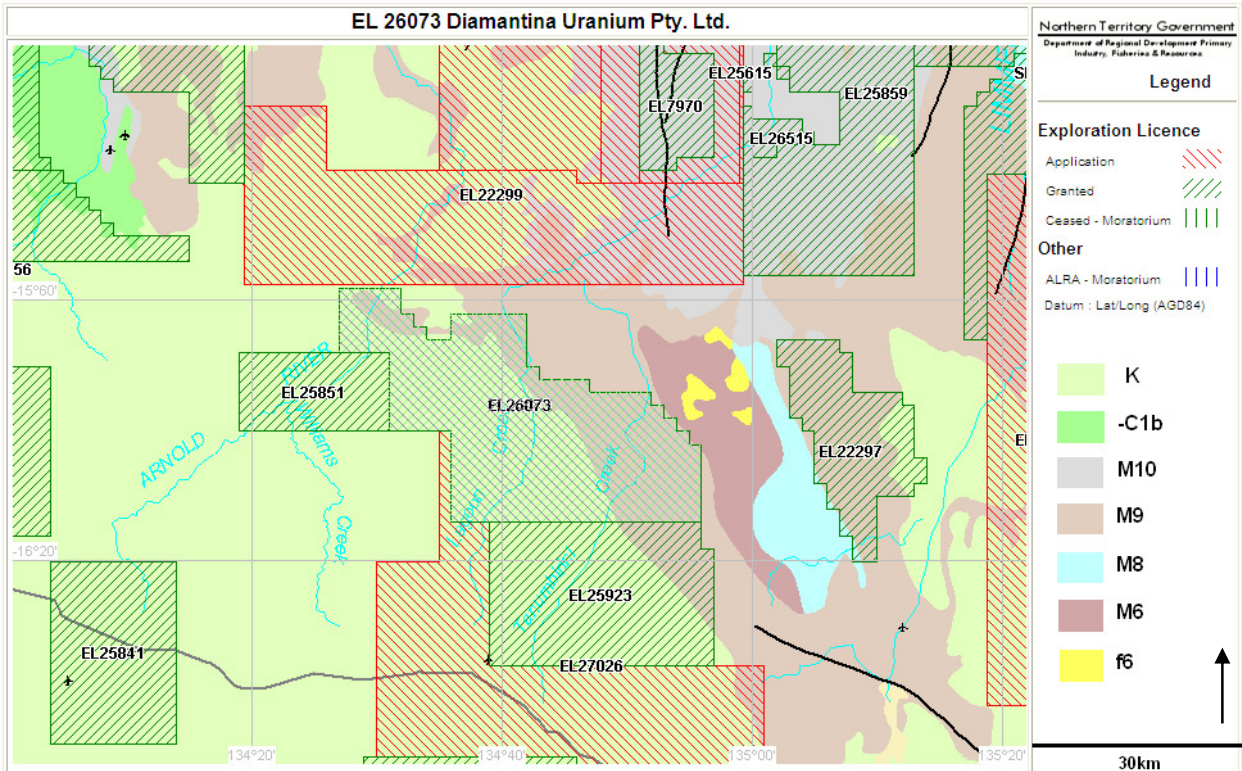 EL 26073 Diamantina Uranium Pty. Ltd.
EL25615
EL7970
EL25859
EL26515
EL22299
56
-15°60'
RIVER
EL25851
EL26073
Williams
ARNOLD
Creek
Lagoon
Creek
EL22297
-16°20'
Creek
EL25923
EL25841
EL27026
134°20'
134°40'
135°00'
135°20'
Northern Territory Government
Department of Regional Development Primary
Industry, Fisheries & Resources
Legend
Exploration Licence
Application
Granted
Ceased - Moratorium
Other
ALRA - Moratorium
Datum : Lat/Long (AGD84)
K
-C1b
M10
M9
M8
M6
f6
30km